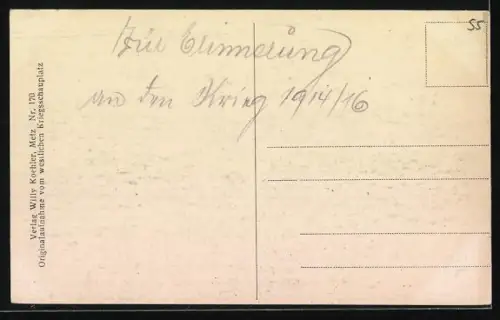 Zur Erinnerung
an den Krieg 1914/16
55
Verlag Willy Koehler, Metz. Nr. 170
Originalaufnahme vom westlichen Kriegsschauplatz